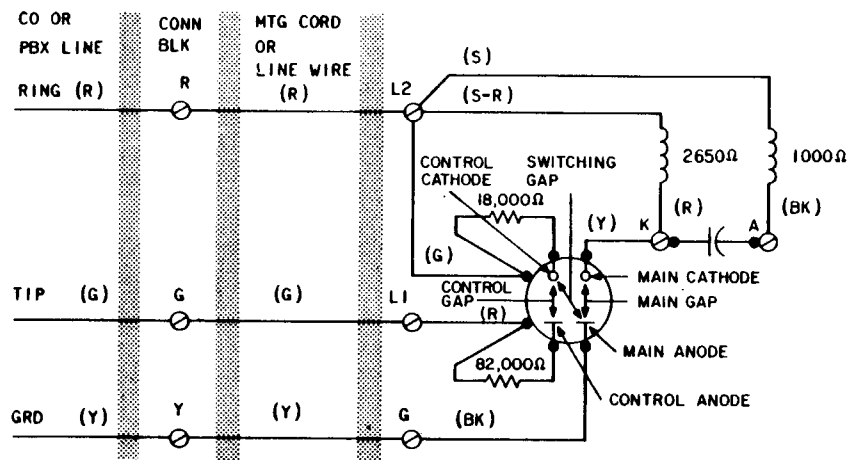 CO OR
PBX LINE
CONN
BLK
MTG CORD
OR
LINE WIRE
RING (R)
R
(R)
L2
(S)
(S-R)
CONTROL
CATHODE
SWITCHING
GAP
2650Ω
1000Ω
18,000Ω
(Y)
K
(R)
A
(BK)
(G)
MAIN CATHODE
CONTROL
GAP
MAIN GAP
TIP (G)
G
(G)
L1
(R)
MAIN ANODE
82,000Ω
CONTROL ANODE
GRD (Y)
Y
(Y)
G
(BK)